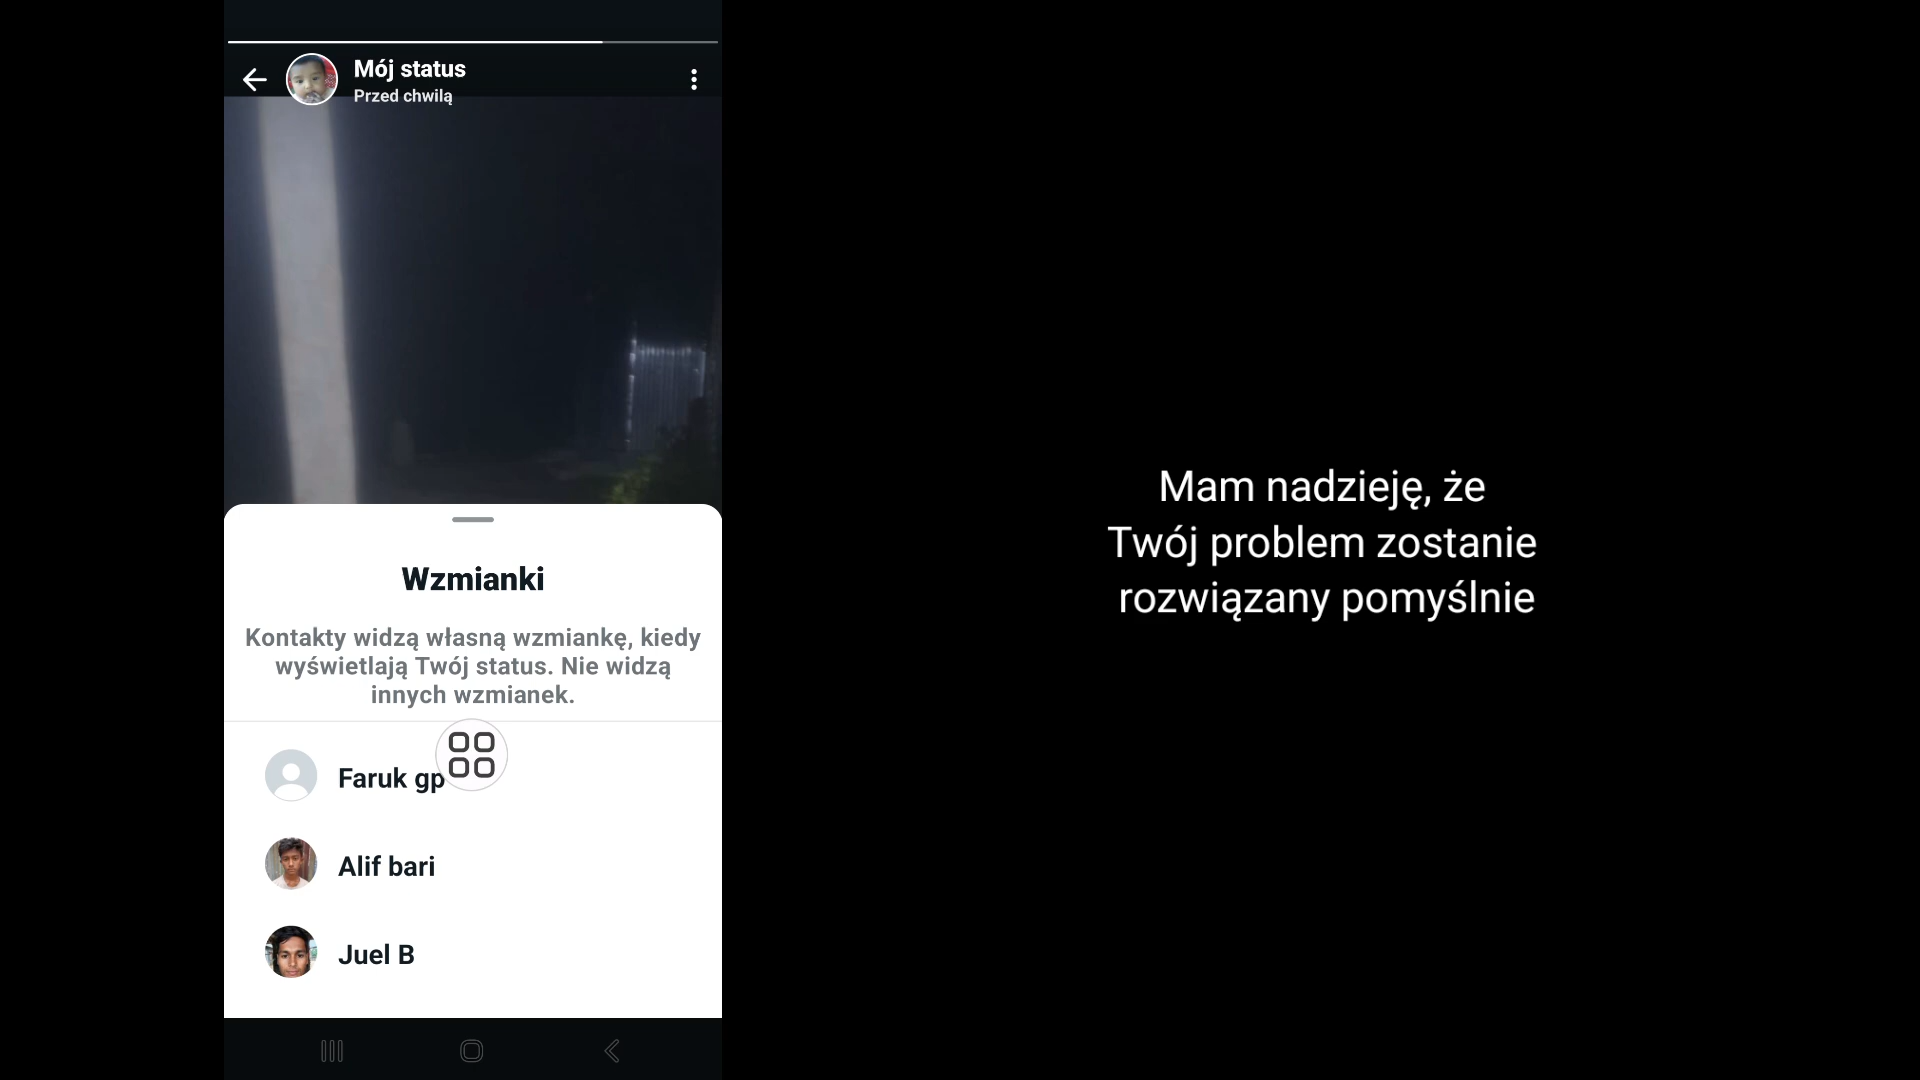 Mój status
Przed chwilą
Wzmianki
Kontakty widzą własną wzmiankę, kiedy
wyświetlają Twój status. Nie widzą
innych wzmianek.
Faruk gp
Alif bari
Juel B
Mam nadzieję, że
Twój problem zostanie
rozwiązany pomyślnie